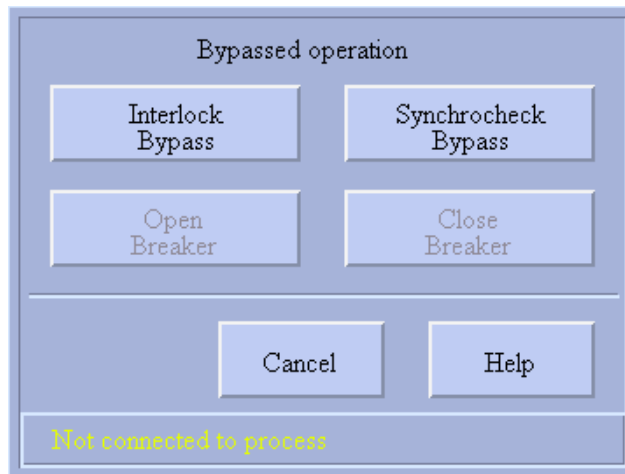 Bypassed operation
Interlock
Bypass
Synchrocheck
Bypass
Open
Breaker
Close
Breaker
Cancel
Help
Not connected to process